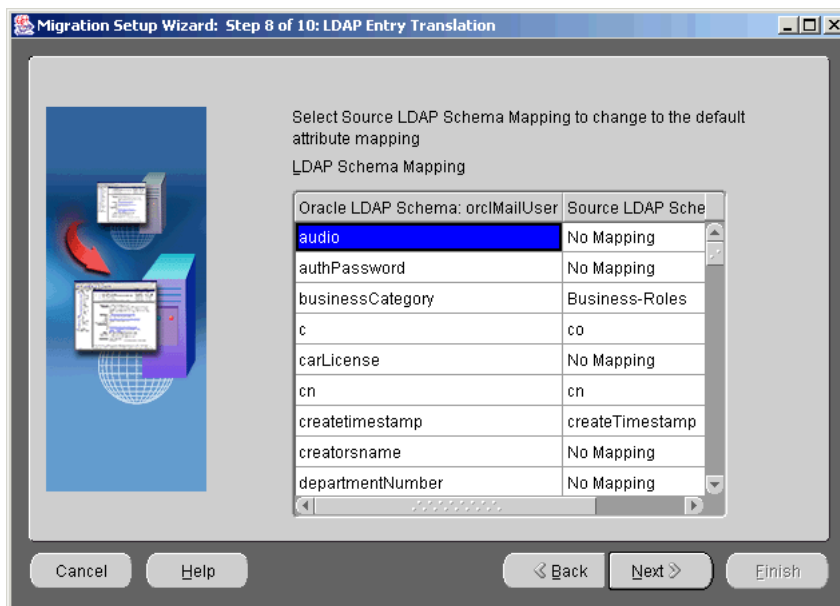 Migration Setup Wizard: Step 8 of 10: LDAP Entry Translation
Select Source LDAP Schema Mapping to change to the default
attribute mapping
LDAP Schema Mapping
Oracle LDAP Schema: orclMailUser Source LDAP Sche
audio No Mapping
authPassword No Mapping
businessCategory Business-Roles
c co
carLicense No Mapping
cn cn
createtimestamp createTimestamp
creatorsname No Mapping
departmentNumber No Mapping
Cancel Help Back Next Finish